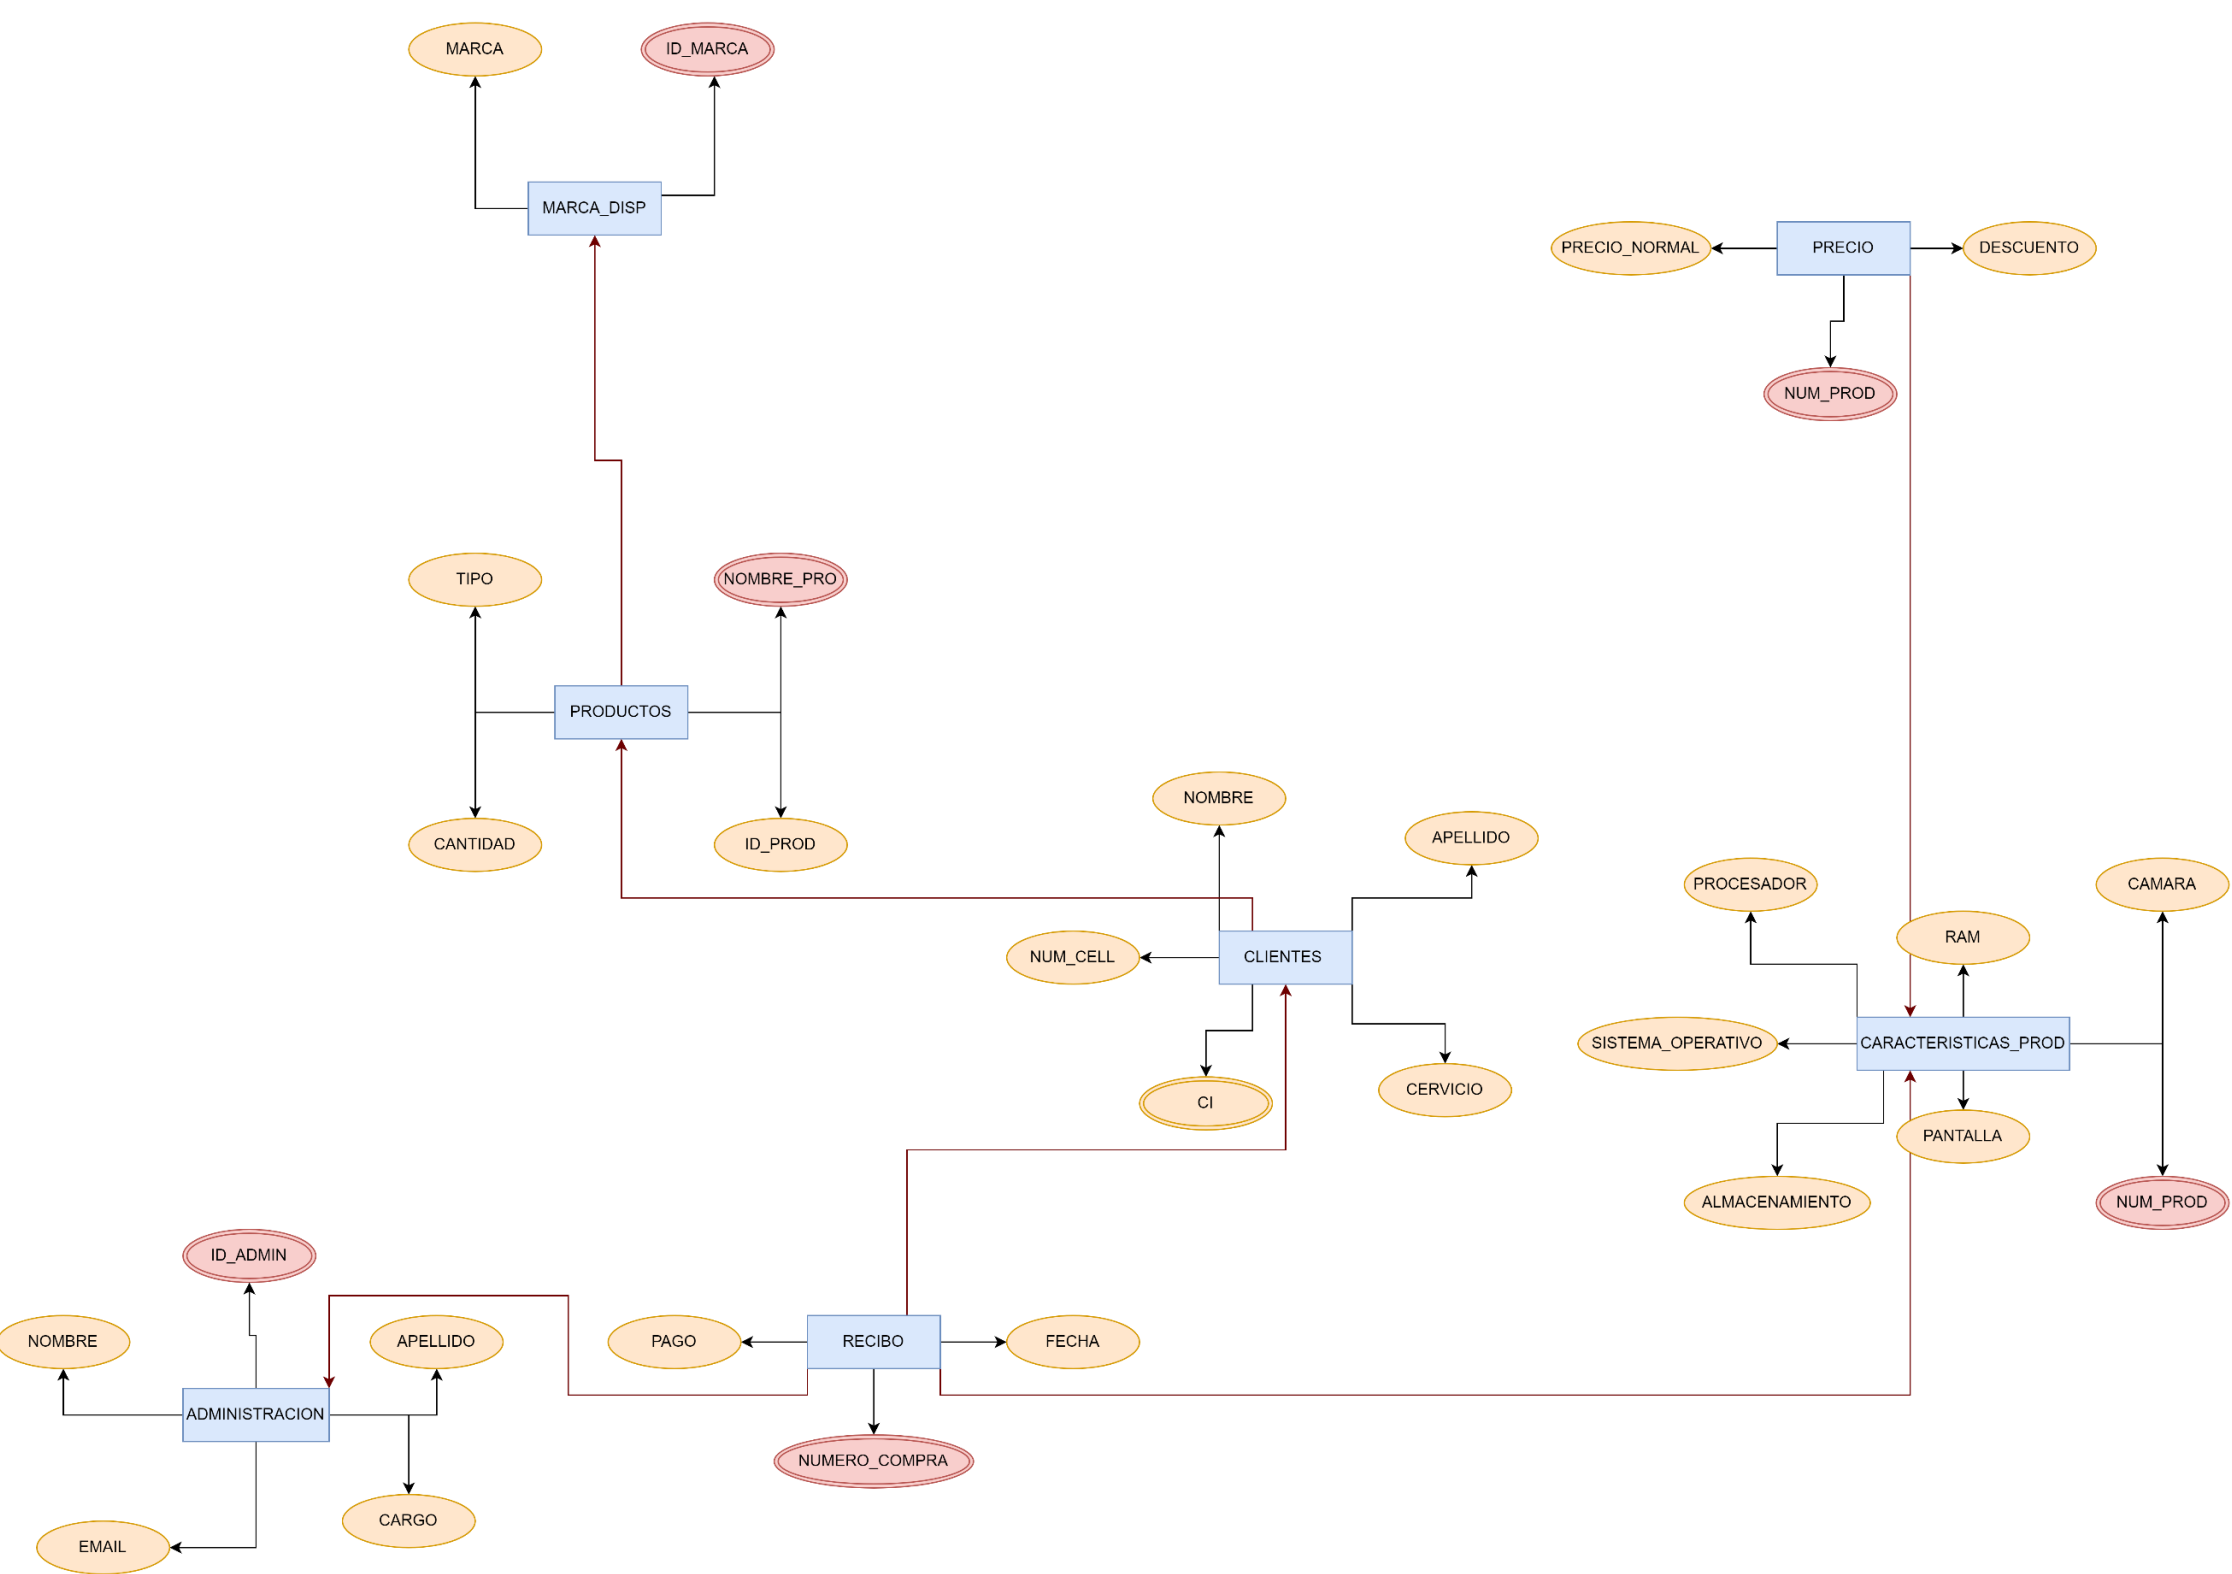 MARCA
ID_MARCA
MARCA_DISP
PRECIO_NORMAL
PRECIO
DESCUENTO
NUM_PROD
TIPO
NOMBRE_PRO
PRODUCTOS
CANTIDAD
ID_PROD
NOMBRE
APELLIDO
NUM_CELL
CLIENTES
CI
CERVICIO
PROCESADOR
CAMARA
RAM
SISTEMA_OPERATIVO
CARACTERISTICAS_PROD
PANTALLA
ALMACENAMIENTO
NUM_PROD
ID_ADMIN
NOMBRE
APELLIDO
ADMINISTRACION
CARGO
EMAIL
PAGO
RECIBO
FECHA
NUMERO_COMPRA